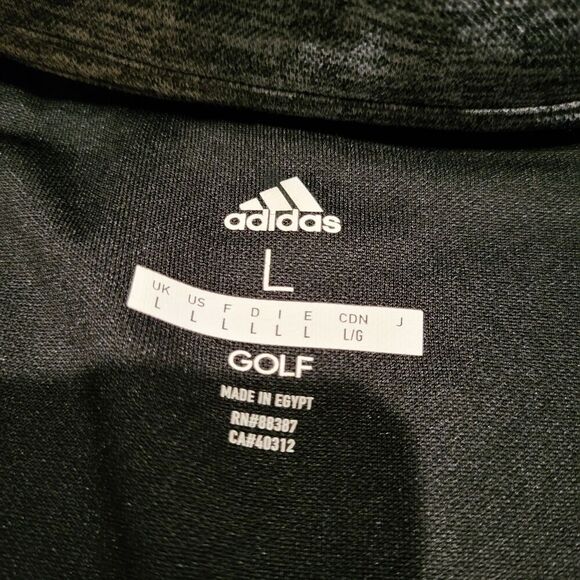 adidas
L
UK US F D I E CDN J
L L L L L L L/G
GOLF
MADE IN EGYPT
RN#88387
CA#40312